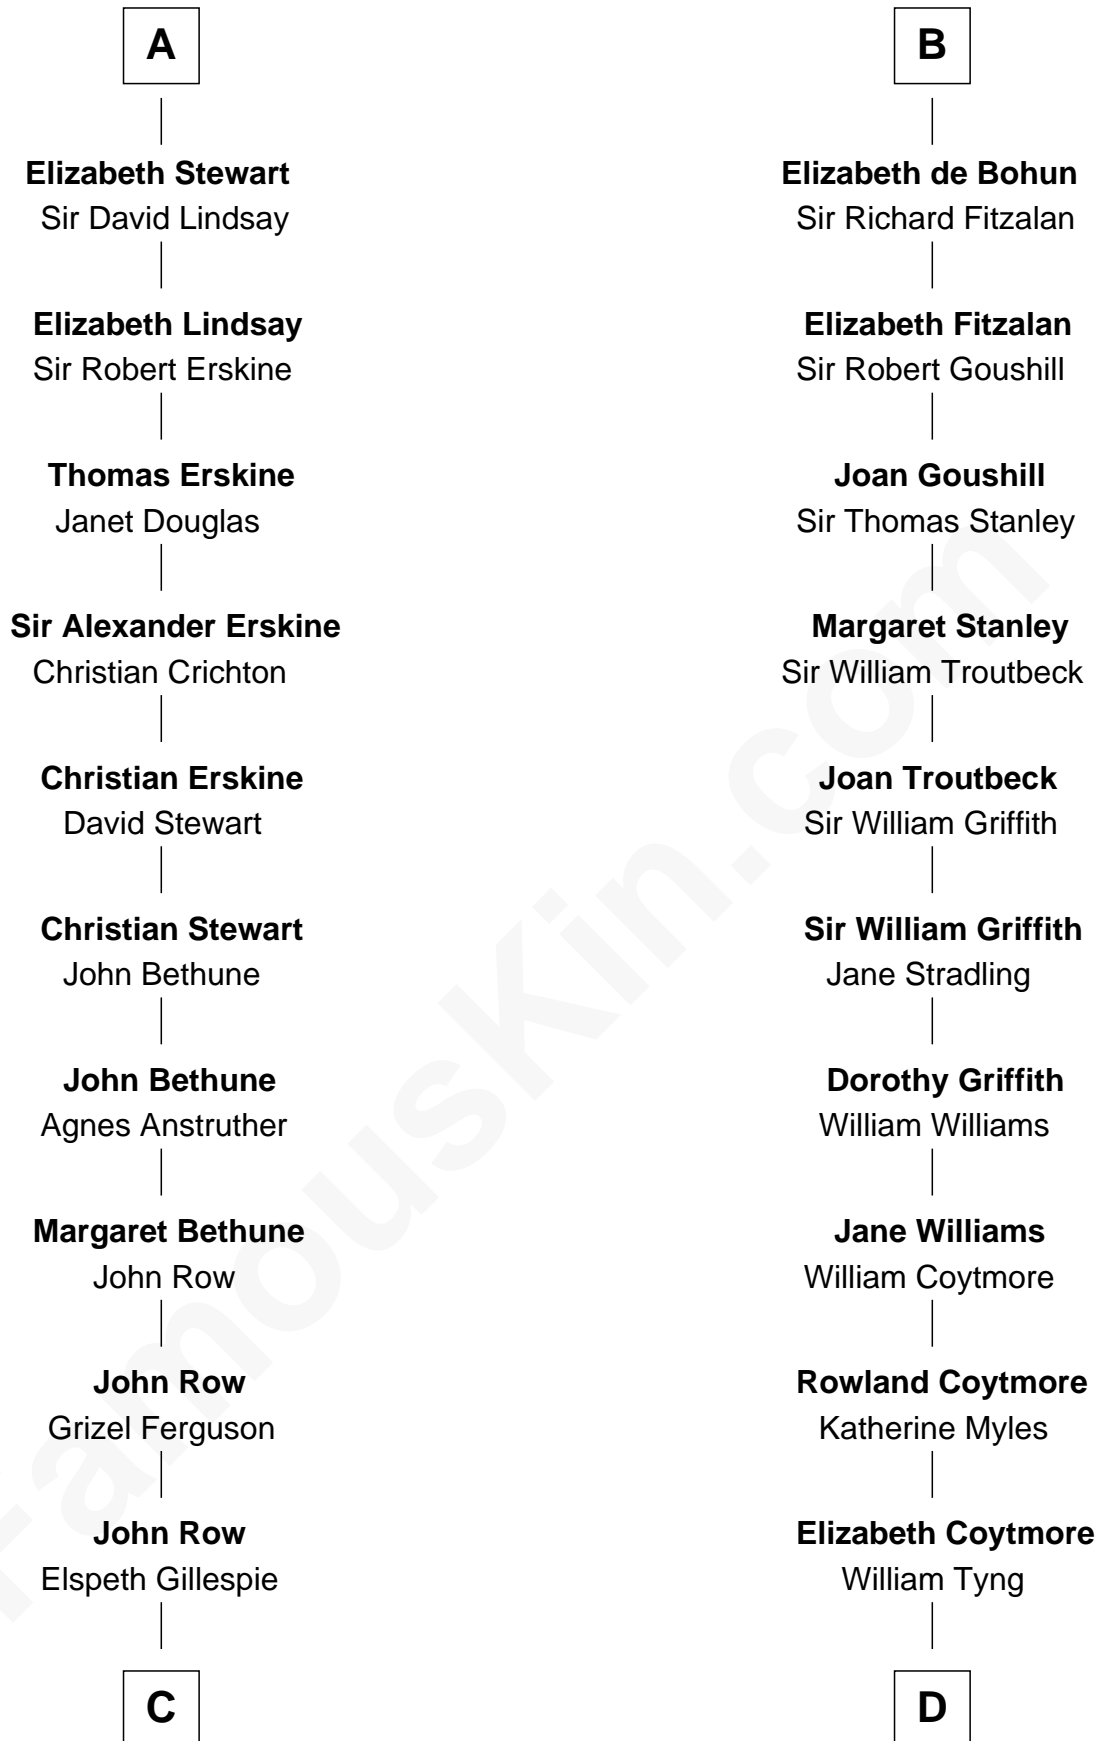 A
Elizabeth Stewart
Sir David Lindsay
Elizabeth Lindsay
Sir Robert Erskine
Thomas Erskine
Janet Douglas
Sir Alexander Erskine
Christian Crichton
Christian Erskine
David Stewart
Christian Stewart
John Bethune
John Bethune
Agnes Anstruther
Margaret Bethune
John Row
John Row
Grizel Ferguson
John Row
Elspeth Gillespie
C
B
Elizabeth de Bohun
Sir Richard Fitzalan
Elizabeth Fitzalan
Sir Robert Goushill
Joan Goushill
Sir Thomas Stanley
Margaret Stanley
Sir William Troutbeck
Joan Troutbeck
Sir William Griffith
Sir William Griffith
Jane Stradling
Dorothy Griffith
William Williams
Jane Williams
William Coytmore
Rowland Coytmore
Katherine Myles
Elizabeth Coytmore
William Tyng
D
FamousKin.com